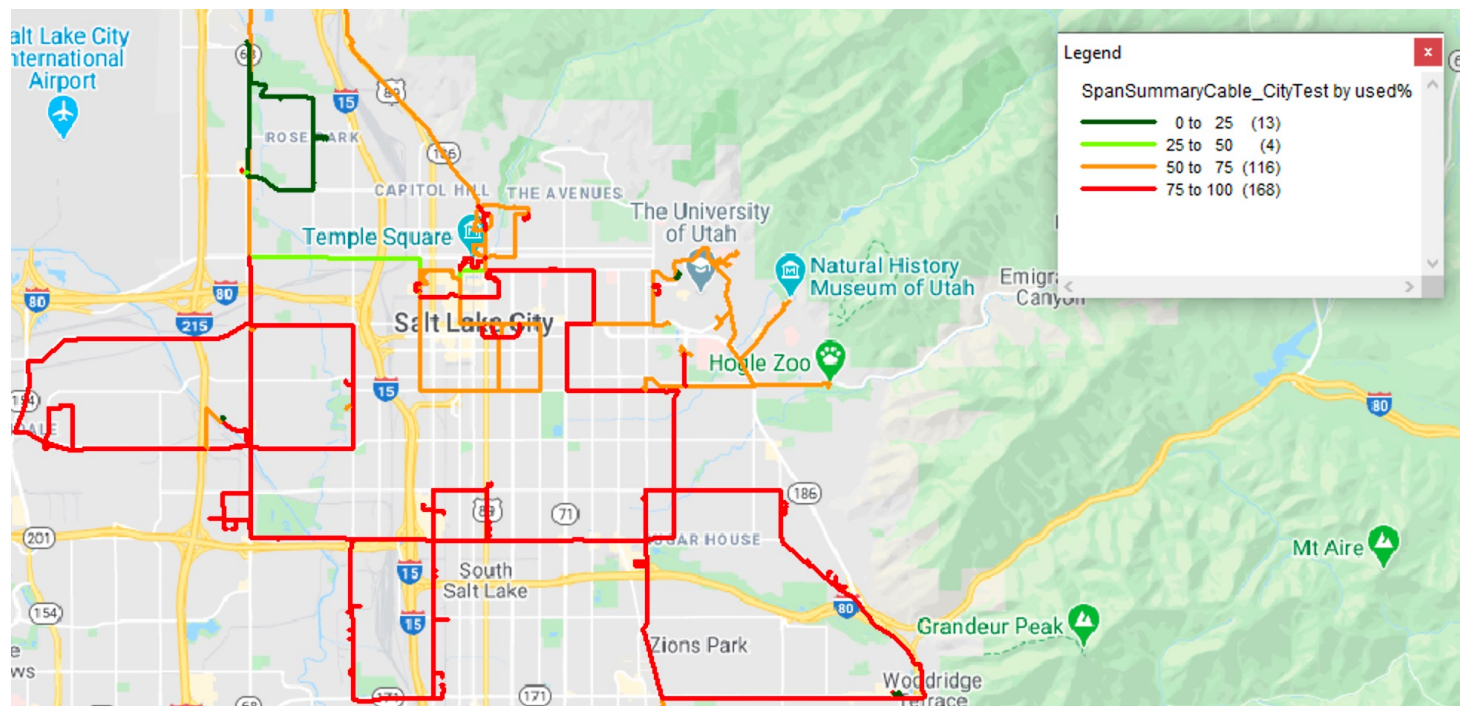 alt Lake City
nternational
Airport
68
15
89
ROSE PARK
186
CAPITOL HILL
THE AVENUES
The University
of Utah
Temple Square
M
Natural History
Museum of Utah
M
Emigra
Canyon
80
80
215
Salt Lake City
Hogle Zoo
15
154
DALE
80
186
89
71
201
SUGAR HOUSE
Mt Aire
15
South
Salt Lake
80
154
15
Grandeur Peak
Zions Park
e
ws
Woodridge
Terrace
68
171
171
Legend
x
SpanSummaryCable_CityTest by used%
0 to 25 (13)
25 to 50 (4)
50 to 75 (116)
75 to 100 (168)